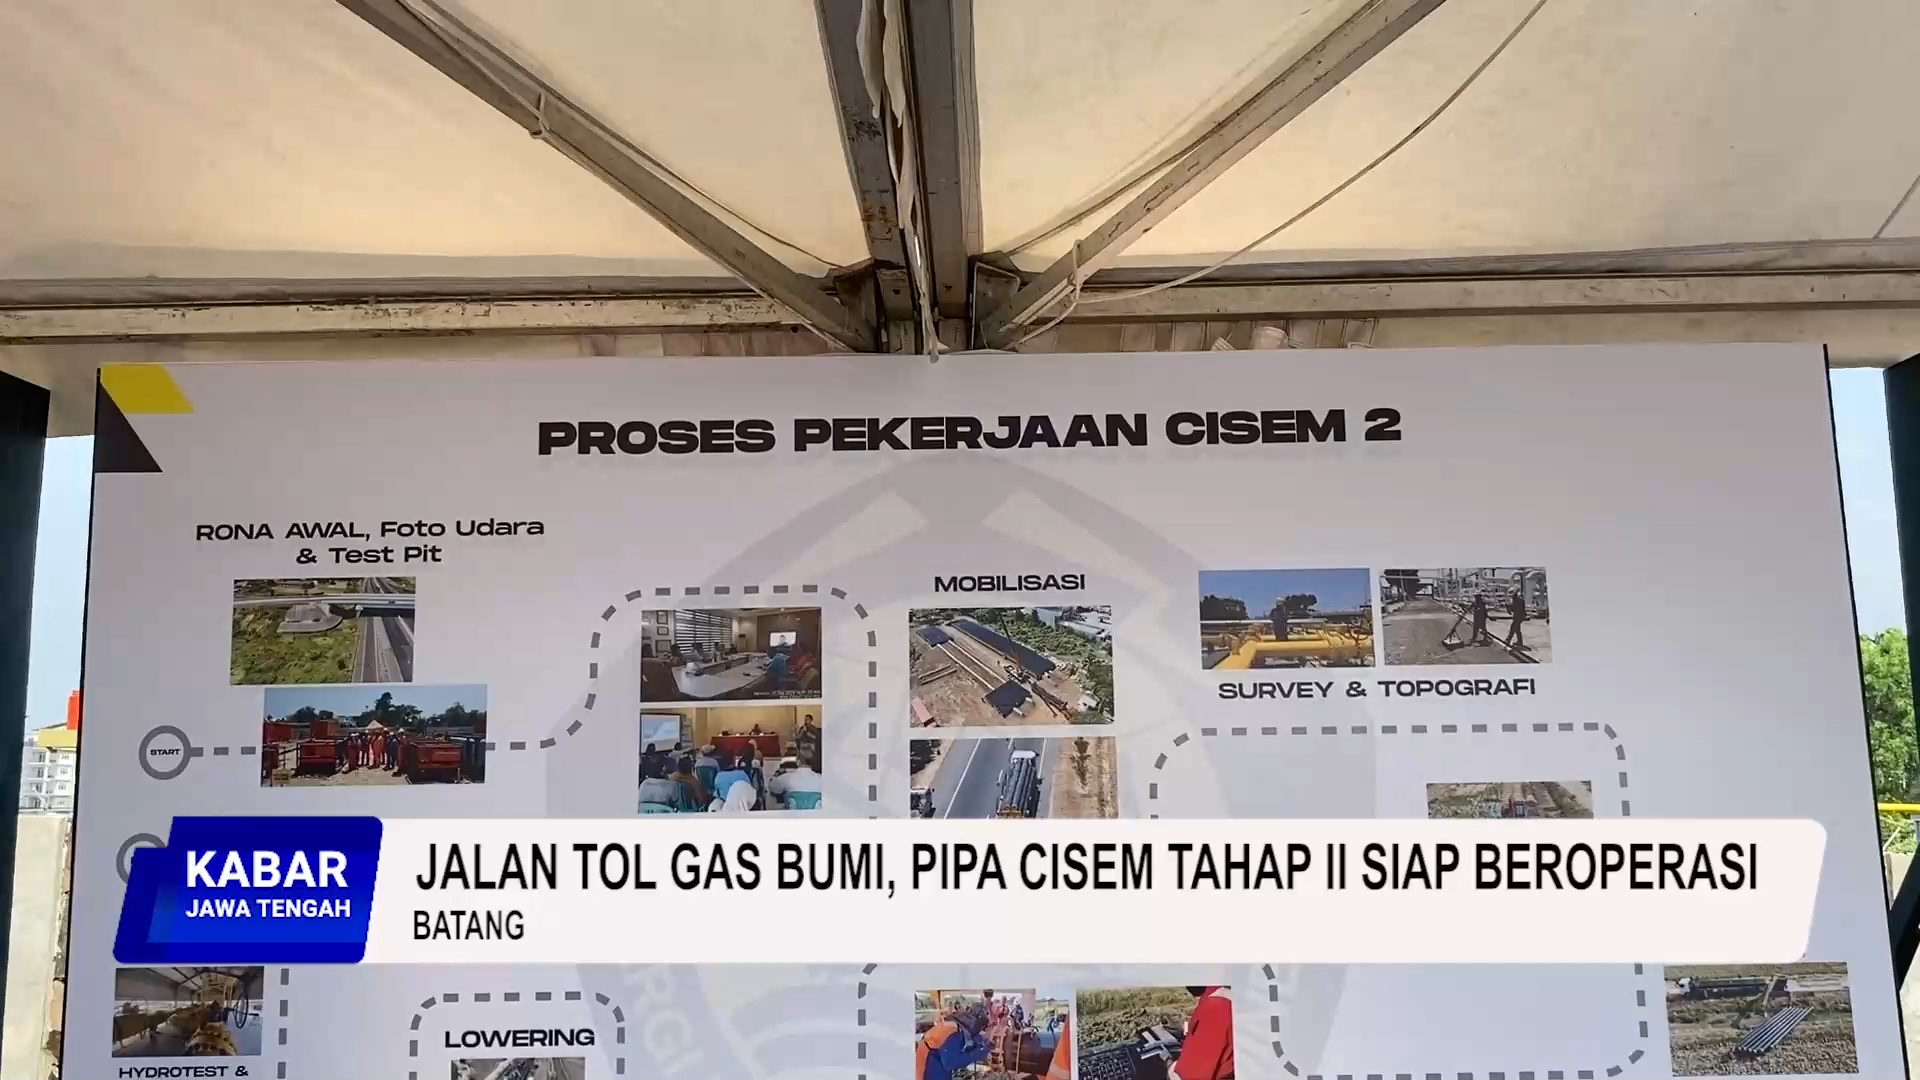 PROSES PEKERJAAN CISEM 2
RONA AWAL, Foto Udara
& Test Pit
MOBILISASI
SURVEY & TOPOGRAFI
START
KABAR
JAWA TENGAH
JALAN TOL GAS BUMI, PIPA CISEM TAHAP II SIAP BEROPERASI
BATANG
LOWERING
HYDROTEST &